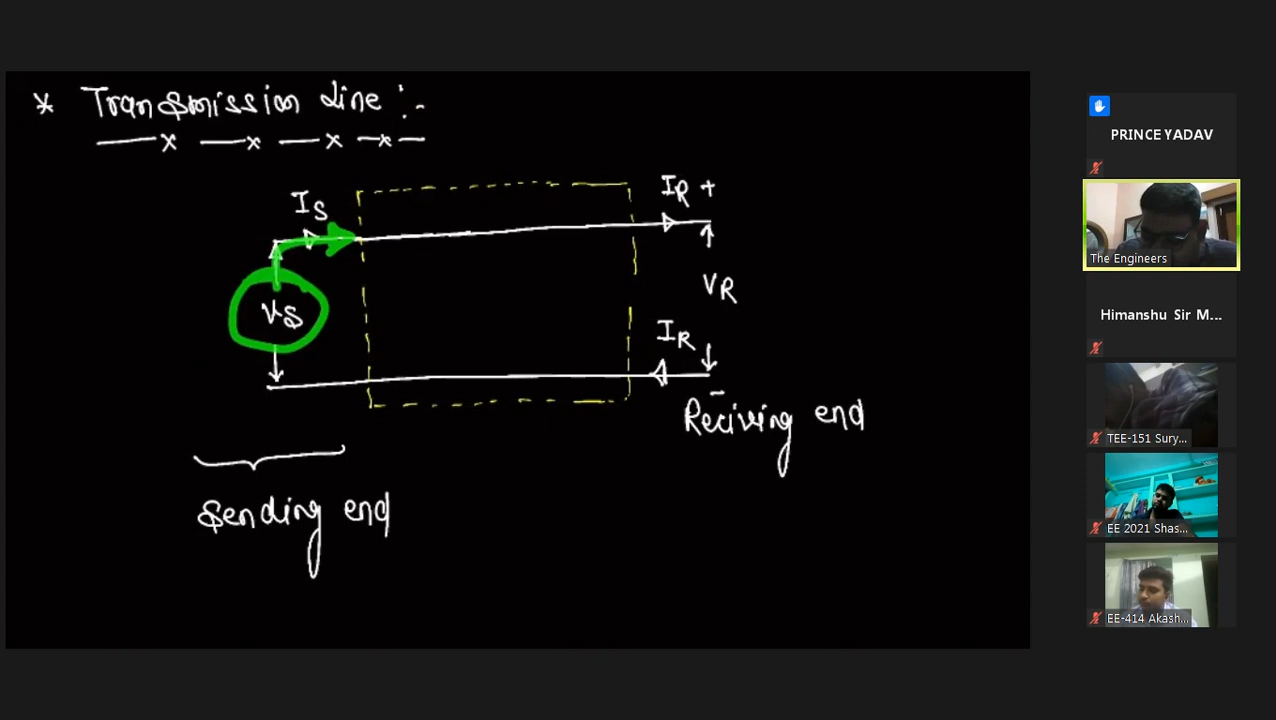 * Transmission Line :-
IS
IR +
VS
VR
IR
-
Reciving end
Sending end
PRINCE YADAV
The Engineers
Himanshu Sir M...
TEE-151 Sury...
EE 2021 Shas...
EE-414 Akash...